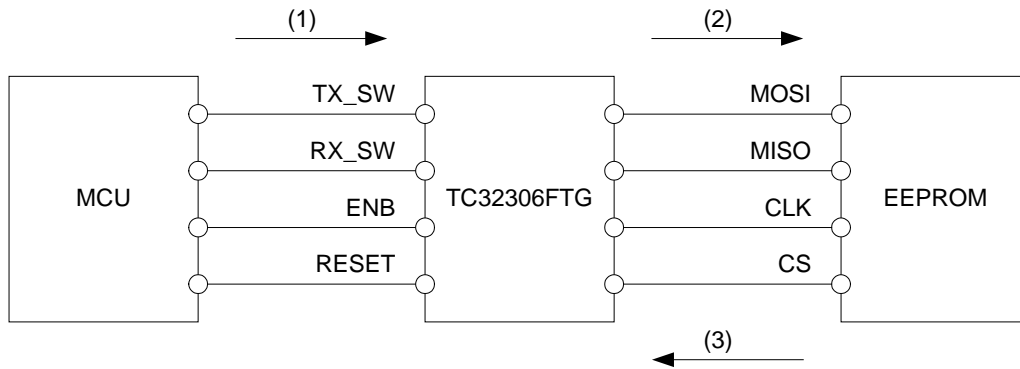 (1) (2)
TX_SW MOSI
RX_SW MISO
MCU TC32306FTG EEPROM
ENB CLK
RESET CS
(3)